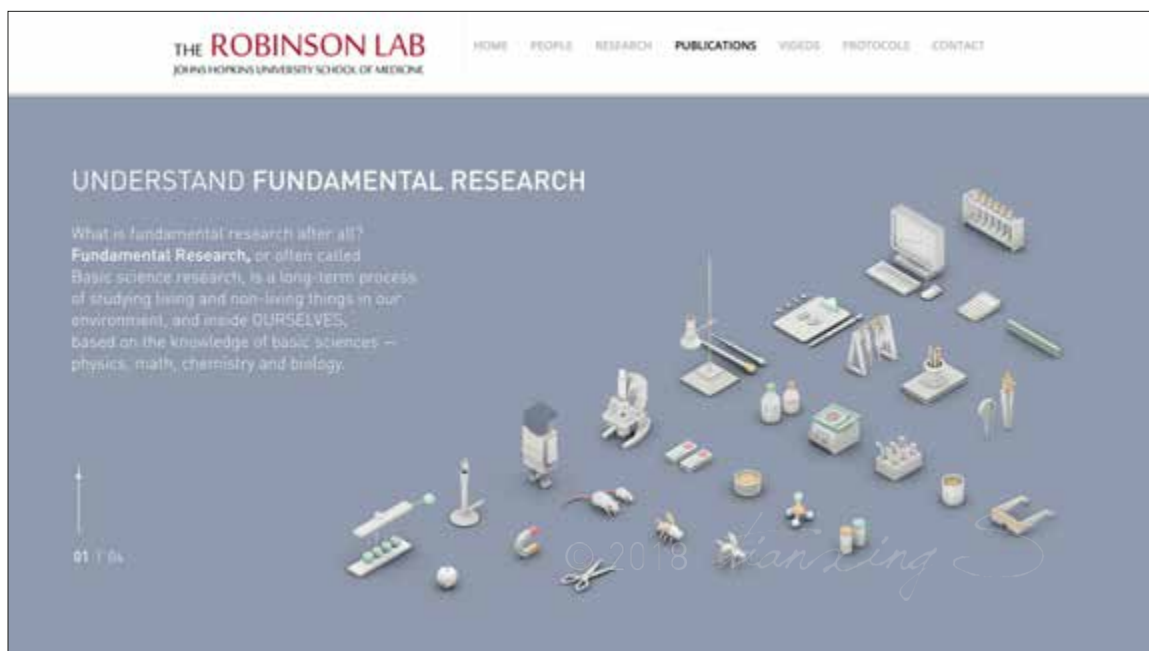 THE ROBINSON LAB
JOHNS HOPKINS UNIVERSITY SCHOOL OF MEDICINE
HOME PEOPLE RESEARCH PUBLICATIONS VIDEOS PROTOCOLS CONTACT
UNDERSTAND FUNDAMENTAL RESEARCH
What is fundamental research after all?
Fundamental Research, or often called
Basic science research, is a long-term process
of studying living and non-living things in our
environment, and inside OURSELVES,
based on the knowledge of basic sciences —
physics, math, chemistry and biology.
01 / 04
© 2018